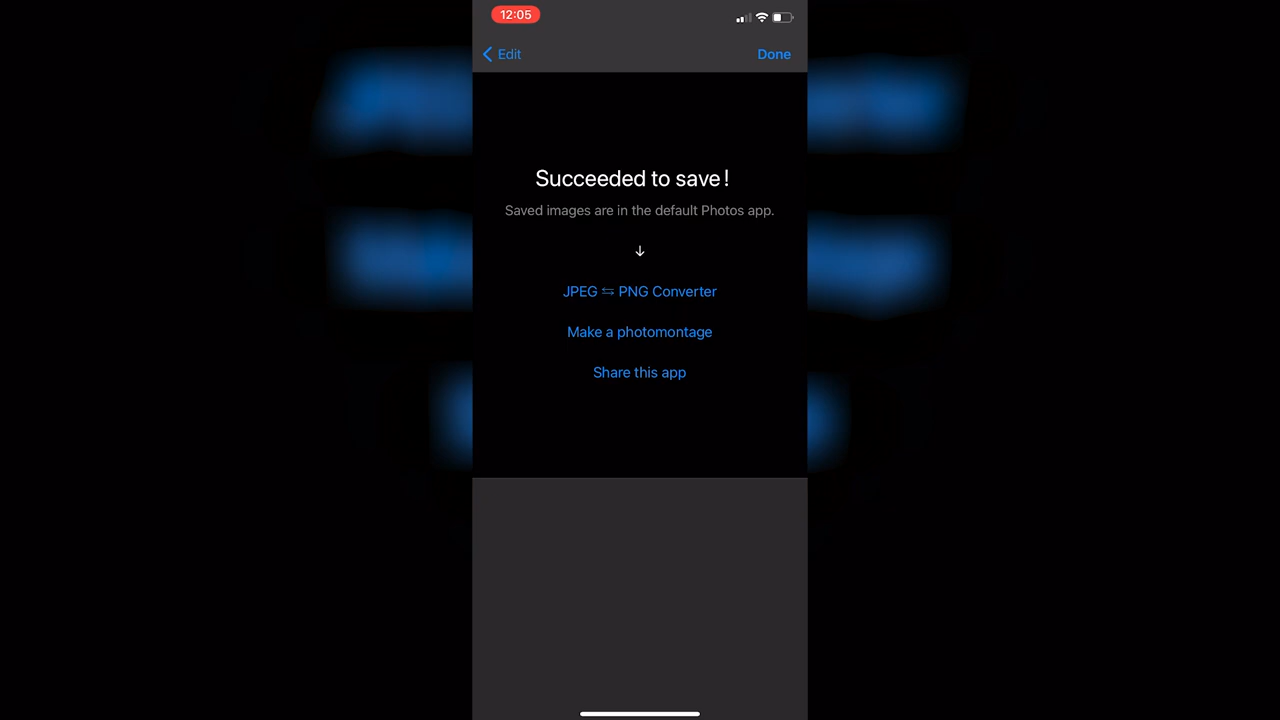 12:05
Edit
Done
Succeeded to save!
Saved images are in the default Photos app.
↓
JPEG ⇆ PNG Converter
Make a photomontage
Share this app